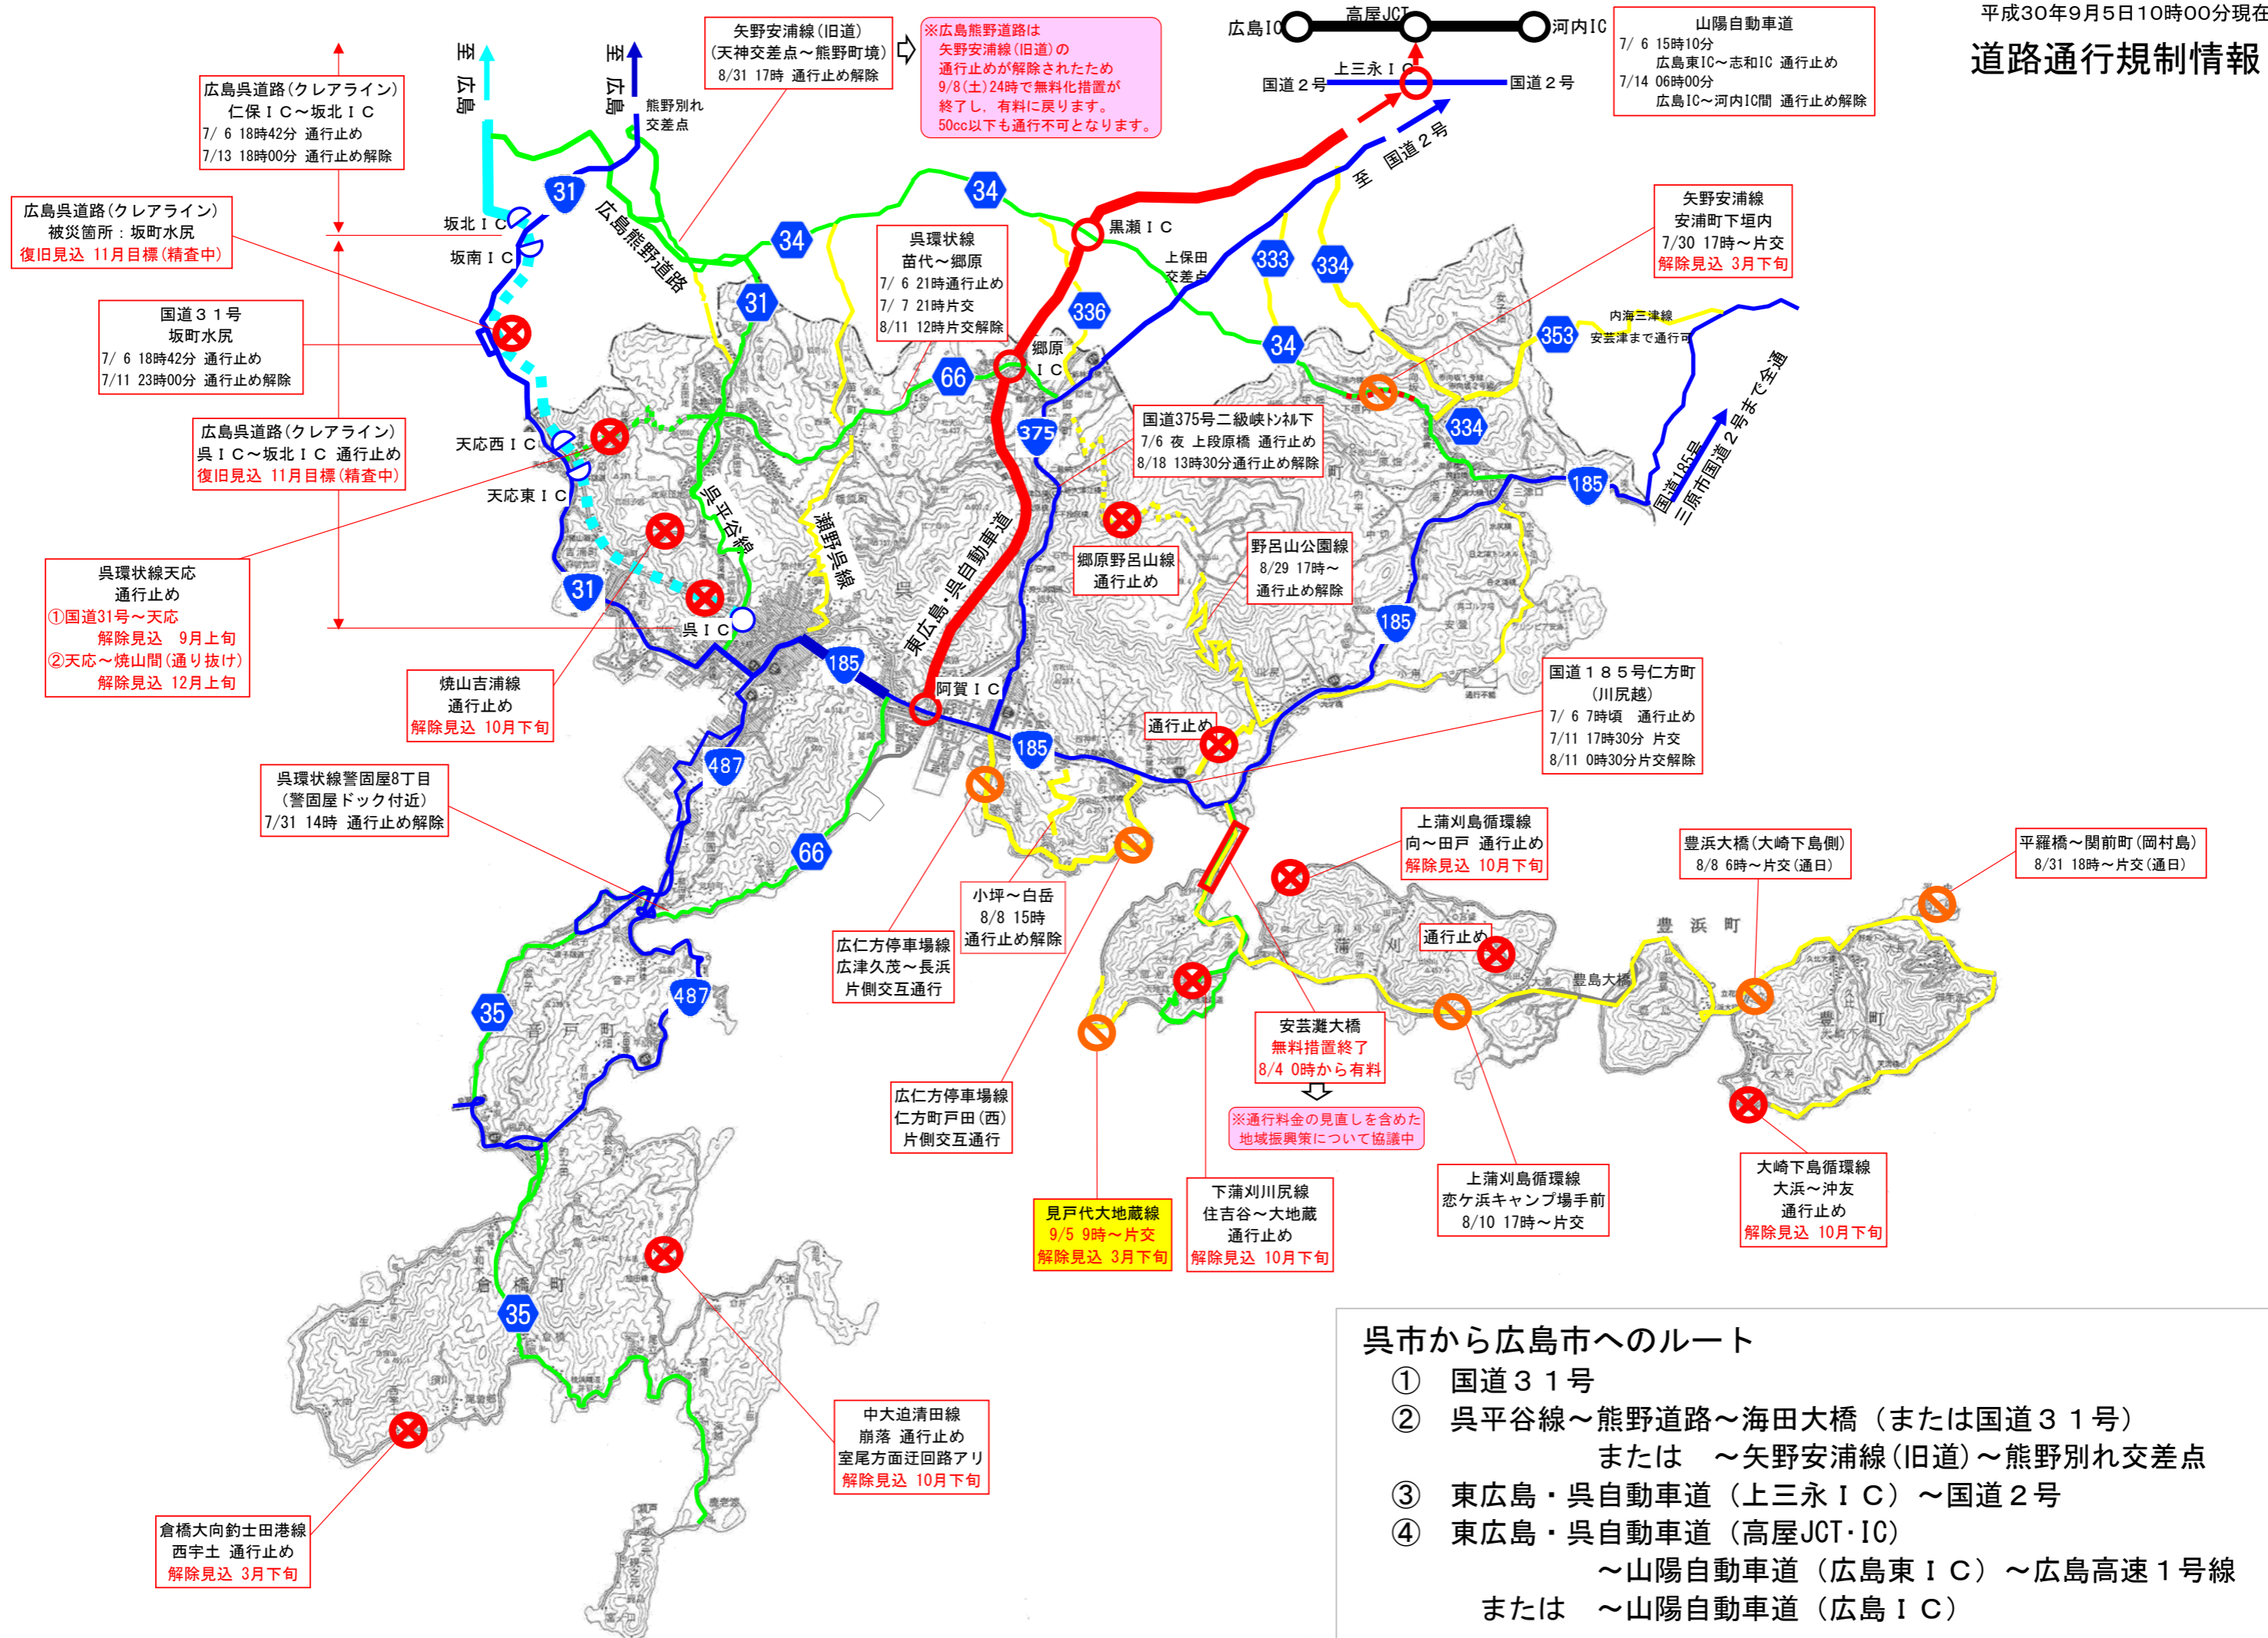 平成30年9月5日10時00分現在
道路通行規制情報
広島IC
高屋JCT
河内IC
国道２号
上三永ＩＣ
国道２号
山陽自動車道
7/ 6 15時10分
広島東IC～志和IC 通行止め
7/14 06時00分
広島IC～河内IC間 通行止め解除
矢野安浦線(旧道)
(天神交差点～熊野町境)
8/31 17時 通行止め解除
※広島熊野道路は
矢野安浦線(旧道)の
通行止めが解除されたため
9/8(土)24時で無料化措置が
終了し、有料に戻ります。
50cc以下も通行不可となります。
至 広島
至 広島
熊野別れ
交差点
広島呉道路(クレアライン)
仁保ＩＣ～坂北ＩＣ
7/ 6 18時42分 通行止め
7/13 18時00分 通行止め解除
広島呉道路(クレアライン)
被災箇所：坂町水尻
復旧見込 11月目標(精査中)
坂北ＩＣ
坂南ＩＣ
31
広島熊野道路
34
34
31
黒瀬ＩＣ
至 国道２号
上保田
交差点
333
334
336
34
353
334
内海三津線
安芸津まで通行可
矢野安浦線
安浦町下垣内
7/30 17時～片交
解除見込 3月下旬
呉環状線
苗代～郷原
7/ 6 21時通行止め
7/ 7 21時片交
8/11 12時片交解除
国道３１号
坂町水尻
7/ 6 18時42分 通行止め
7/11 23時00分 通行止め解除
広島呉道路(クレアライン)
呉ＩＣ～坂北ＩＣ 通行止め
復旧見込 11月目標(精査中)
天応西ＩＣ
天応東ＩＣ
66
郷原
ＩＣ
375
国道375号二級峡ﾄﾝﾈﾙ下
7/6 夜 上段原橋 通行止め
8/18 13時30分通行止め解除
国道185号
三原市国道２号まで全通
185
呉平谷線
瀬野呉線
東広島・呉自動車道
郷原野呂山線
通行止め
野呂山公園線
8/29 17時～
通行止め解除
呉環状線天応
通行止め
①国道31号～天応
解除見込 9月上旬
②天応～焼山間(通り抜け)
解除見込 12月上旬
31
呉ＩＣ
185
185
焼山吉浦線
通行止め
解除見込 10月下旬
阿賀ＩＣ
通行止め
国道１８５号仁方町
(川尻越)
7/ 6 7時頃 通行止め
7/11 17時30分 片交
8/11 0時30分片交解除
487
185
呉環状線警固屋8丁目
(警固屋ドック付近)
7/31 14時 通行止め解除
66
小坪～白岳
8/8 15時
通行止め解除
広仁方停車場線
広津久茂～長浜
片側交互通行
上蒲刈島循環線
向～田戸 通行止め
解除見込 10月下旬
豊浜大橋(大崎下島側)
8/8 6時～片交(通日)
平羅橋～関前町(岡村島)
8/31 18時～片交(通日)
通行止め
蒲刈
豊浜町
豊島大橋
豊町
487
35
音戸町
安芸灘大橋
無料措置終了
8/4 0時から有料
※通行料金の見直しを含めた
地域振興策について協議中
広仁方停車場線
仁方町戸田(西)
片側交互通行
見戸代大地蔵線
9/5 9時～片交
解除見込 3月下旬
下蒲刈川尻線
住吉谷～大地蔵
通行止め
解除見込 10月下旬
上蒲刈島循環線
恋ケ浜キャンプ場手前
8/10 17時～片交
大崎下島循環線
大浜～沖友
通行止め
解除見込 10月下旬
倉橋町
35
中大迫清田線
崩落 通行止め
室尾方面迂回路アリ
解除見込 10月下旬
倉橋大向釣士田港線
西宇土 通行止め
解除見込 3月下旬
呉市から広島市へのルート
① 国道３１号
② 呉平谷線～熊野道路～海田大橋（または国道３１号）
または ～矢野安浦線(旧道)～熊野別れ交差点
③ 東広島・呉自動車道（上三永ＩＣ）～国道２号
④ 東広島・呉自動車道（高屋JCT･IC）
～山陽自動車道（広島東ＩＣ）～広島高速１号線
または ～山陽自動車道（広島ＩＣ）